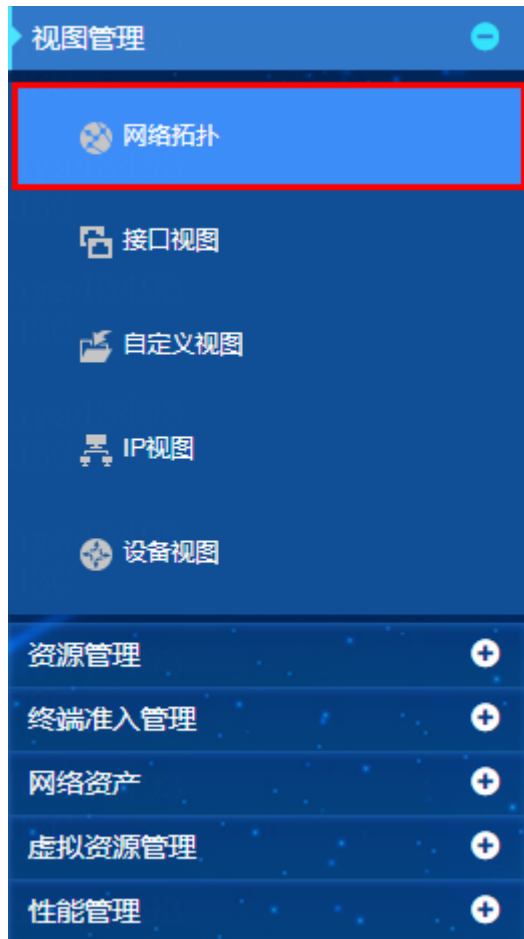 视图管理
网络拓扑
接口视图
自定义视图
IP视图
设备视图
资源管理
终端准入管理
网络资产
虚拟资源管理
性能管理